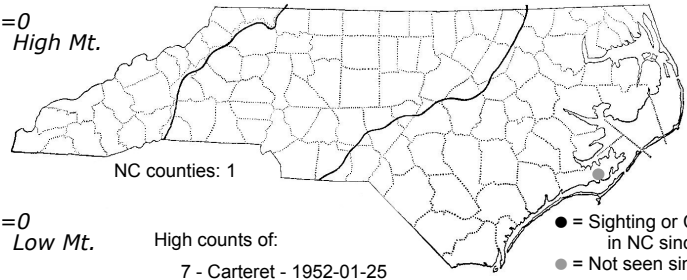 =0
High Mt.
NC counties: 1
=0
Low Mt.
High counts of:
7 - Carteret - 1952-01-25
● = Sighting or
in NC sinc
● = Not seen sin